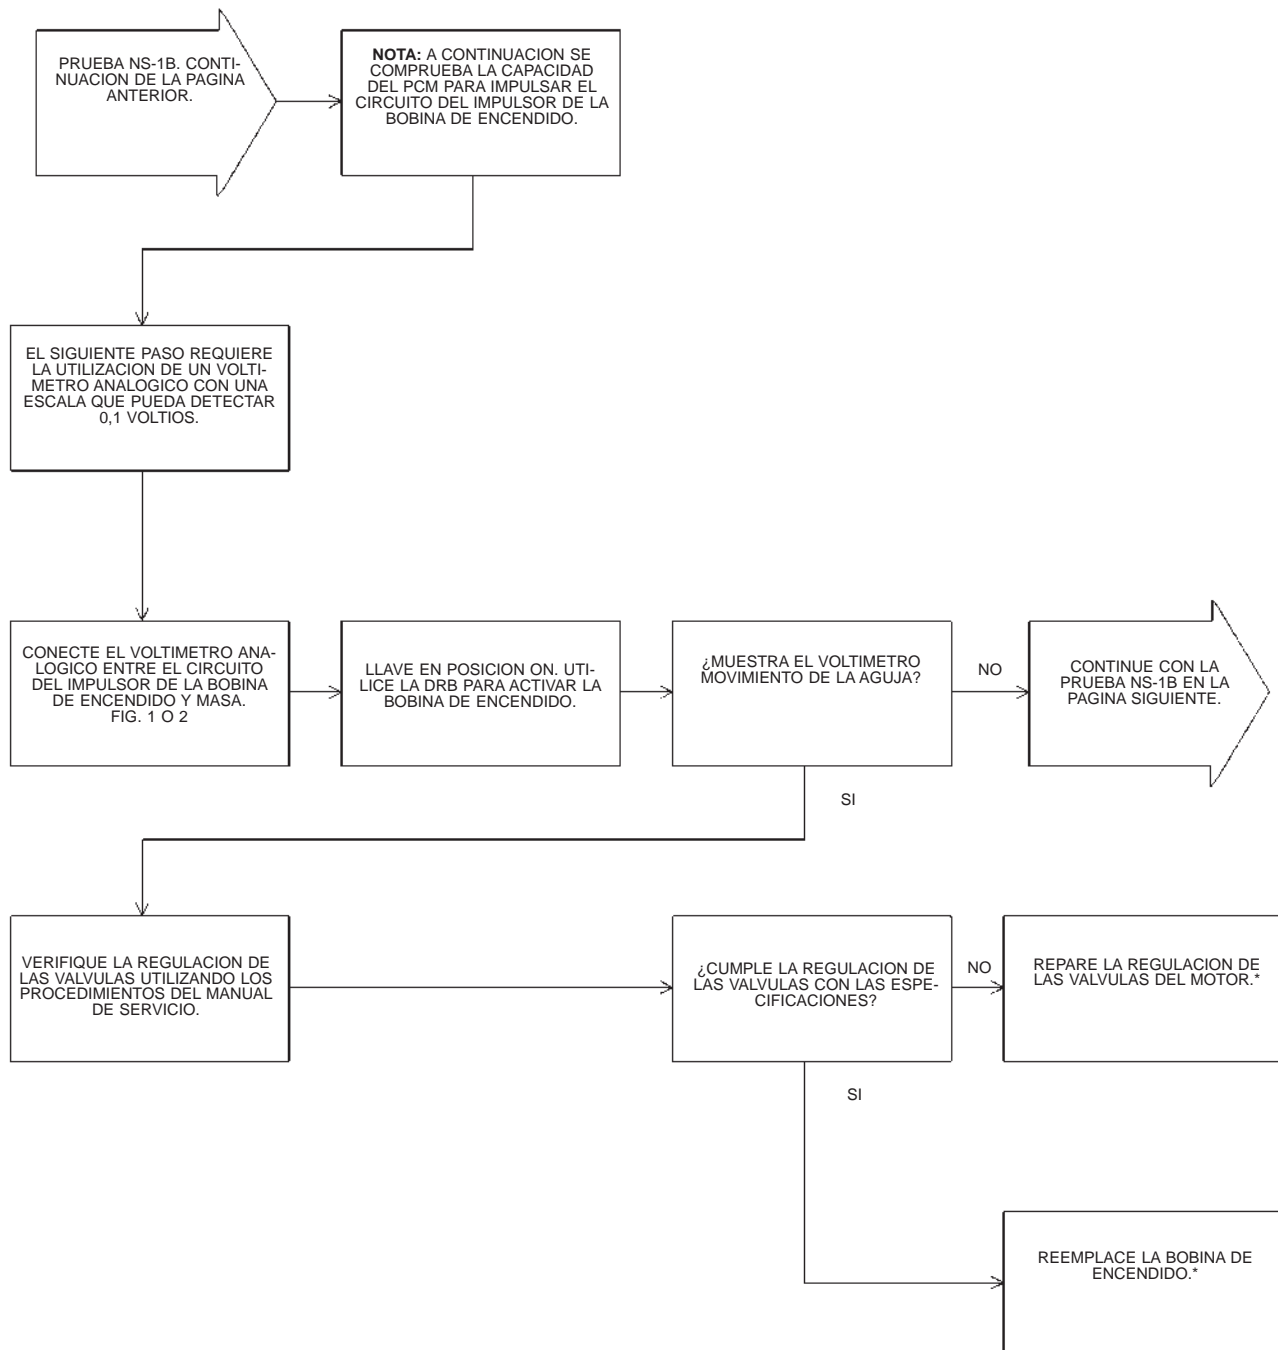 PRUEBA NS-1B. CONTI-
NUACION DE LA PAGINA
ANTERIOR.
NOTA: A CONTINUACION SE
COMPRUEBA LA CAPACIDAD
DEL PCM PARA IMPULSAR EL
CIRCUITO DEL IMPULSOR DE LA
BOBINA DE ENCENDIDO.
EL SIGUIENTE PASO REQUIERE
LA UTILIZACION DE UN VOLTI-
METRO ANALOGICO CON UNA
ESCALA QUE PUEDA DETECTAR
0,1 VOLTIOS.
CONECTE EL VOLTIMETRO ANA-
LOGICO ENTRE EL CIRCUITO
DEL IMPULSOR DE LA BOBINA
DE ENCENDIDO Y MASA.
FIG. 1 O 2
LLAVE EN POSICION ON. UTI-
LICE LA DRB PARA ACTIVAR LA
BOBINA DE ENCENDIDO.
¿MUESTRA EL VOLTIMETRO
MOVIMIENTO DE LA AGUJA?
NO
CONTINUE CON LA
PRUEBA NS-1B EN LA
PAGINA SIGUIENTE.
SI
VERIFIQUE LA REGULACION DE
LAS VALVULAS UTILIZANDO LOS
PROCEDIMIENTOS DEL MANUAL
DE SERVICIO.
¿CUMPLE LA REGULACION DE
LAS VALVULAS CON LAS ESPE-
CIFICACIONES?
NO
REPARE LA REGULACION DE
LAS VALVULAS DEL MOTOR.*
SI
REEMPLACE LA BOBINA DE
ENCENDIDO.*